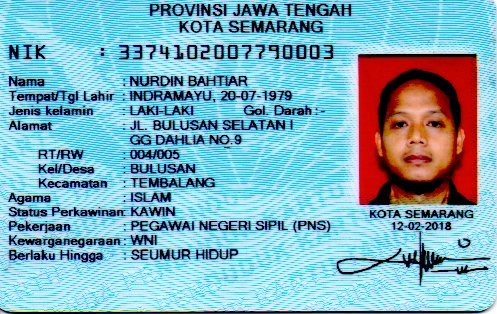 PROVINSI JAWA TENGAH
KOTA SEMARANG
NIK : 3374102007790003
Nama : NURDIN BAHTIAR
Tempat/Tgl Lahir : INDRAMAYU, 20-07-1979
Jenis kelamin : LAKI-LAKI Gol. Darah : -
Alamat : JL. BULUSAN SELATAN I
GG DAHLIA NO.9
RT/RW : 004/005
Kel/Desa : BULUSAN
Kecamatan : TEMBALANG
Agama : ISLAM
Status Perkawinan: KAWIN
Pekerjaan : PEGAWAI NEGERI SIPIL (PNS)
Kewarganegaraan: WNI
Berlaku Hingga : SEUMUR HIDUP
KOTA SEMARANG
12-02-2018